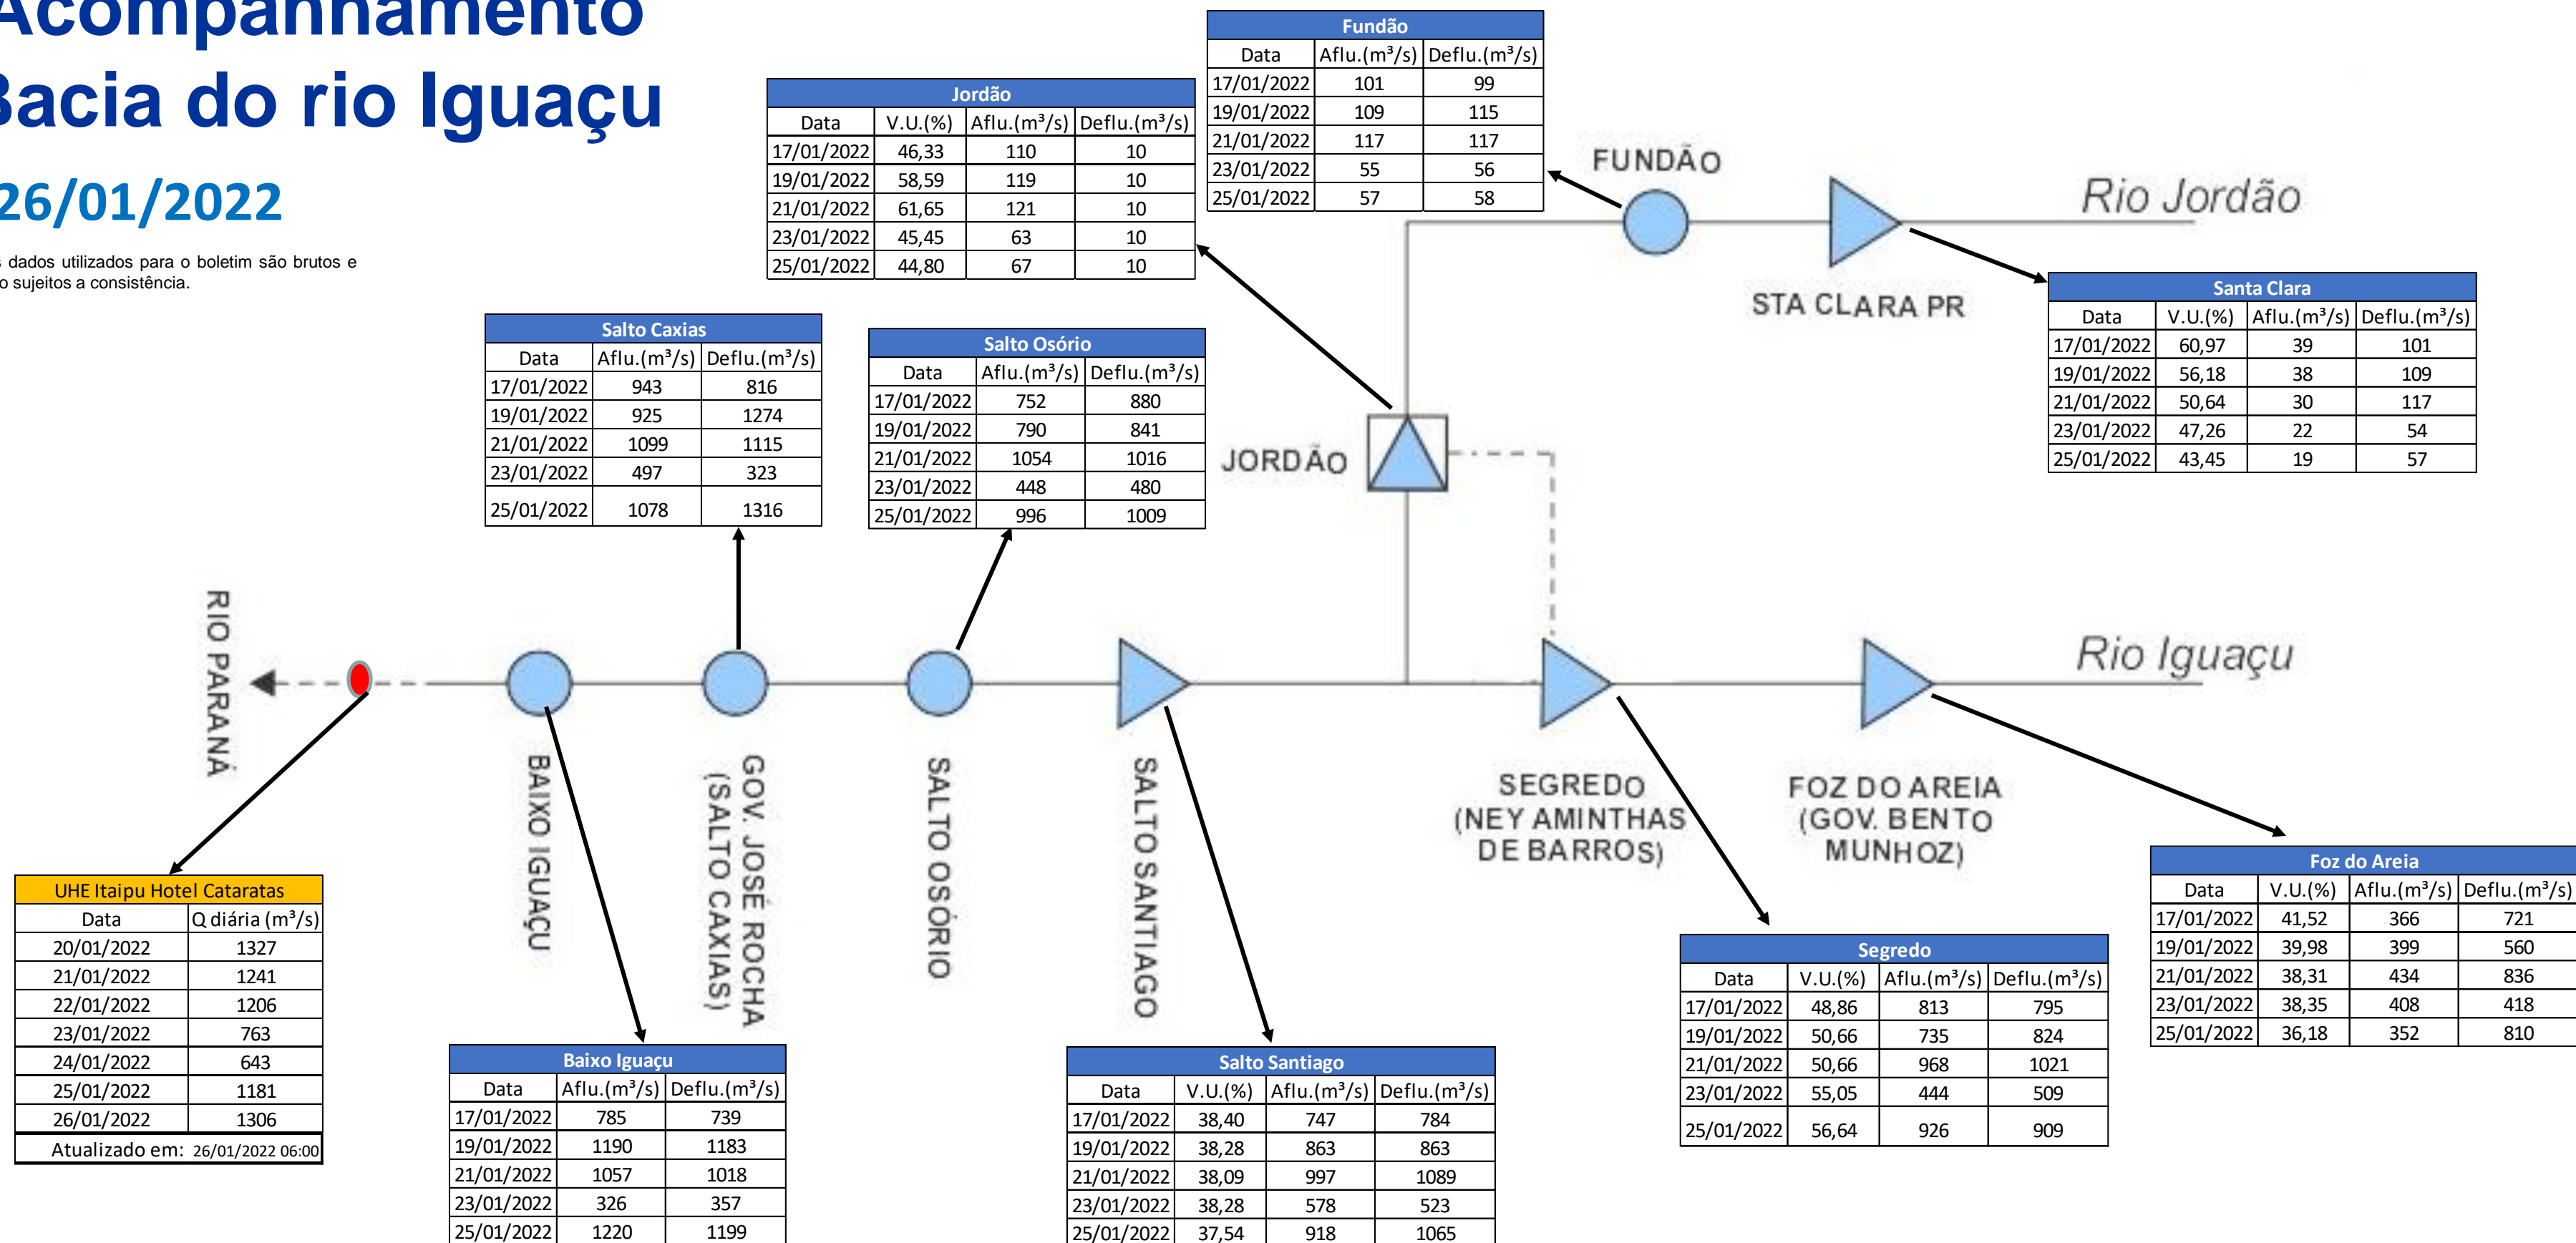 Acompanhamento
Bacia do rio Iguaçu
26/01/2022
s dados utilizados para o boletim são brutos e
o sujeitos a consistência.
Fundão
Data Aflu.(m³/s) Deflu.(m³/s)
17/01/2022 101 99
19/01/2022 109 115
21/01/2022 117 117
23/01/2022 55 56
25/01/2022 57 58
Jordão
Data V.U.(%) Aflu.(m³/s) Deflu.(m³/s)
17/01/2022 46,33 110 10
19/01/2022 58,59 119 10
21/01/2022 61,65 121 10
23/01/2022 45,45 63 10
25/01/2022 44,80 67 10
FUNDÃO
STA CLARA PR
Rio Jordão
Santa Clara
Data V.U.(%) Aflu.(m³/s) Deflu.(m³/s)
17/01/2022 60,97 39 101
19/01/2022 56,18 38 109
21/01/2022 50,64 30 117
23/01/2022 47,26 22 54
25/01/2022 43,45 19 57
Salto Caxias
Data Aflu.(m³/s) Deflu.(m³/s)
17/01/2022 943 816
19/01/2022 925 1274
21/01/2022 1099 1115
23/01/2022 497 323
25/01/2022 1078 1316
Salto Osório
Data Aflu.(m³/s) Deflu.(m³/s)
17/01/2022 752 880
19/01/2022 790 841
21/01/2022 1054 1016
23/01/2022 448 480
25/01/2022 996 1009
JORDÃO
RIO PARANÁ
BAIXO IGUAÇU
GOV. JOSÉ ROCHA
(SALTO CAXIAS)
SALTO OSÓRIO
SALTO SANTIAGO
SEGREDO
(NEY AMINTHAS
DE BARROS)
FOZ DO AREIA
(GOV. BENTO
MUNHOZ)
Rio Iguaçu
UHE Itaipu Hotel Cataratas
Data Q diária (m³/s)
20/01/2022 1327
21/01/2022 1241
22/01/2022 1206
23/01/2022 763
24/01/2022 643
25/01/2022 1181
26/01/2022 1306
Atualizado em: 26/01/2022 06:00
Baixo Iguaçu
Data Aflu.(m³/s) Deflu.(m³/s)
17/01/2022 785 739
19/01/2022 1190 1183
21/01/2022 1057 1018
23/01/2022 326 357
25/01/2022 1220 1199
Salto Santiago
Data V.U.(%) Aflu.(m³/s) Deflu.(m³/s)
17/01/2022 38,40 747 784
19/01/2022 38,28 863 863
21/01/2022 38,09 997 1089
23/01/2022 38,28 578 523
25/01/2022 37,54 918 1065
Segredo
Data V.U.(%) Aflu.(m³/s) Deflu.(m³/s)
17/01/2022 48,86 813 795
19/01/2022 50,66 735 824
21/01/2022 50,66 968 1021
23/01/2022 55,05 444 509
25/01/2022 56,64 926 909
Foz do Areia
Data V.U.(%) Aflu.(m³/s) Deflu.(m³/s)
17/01/2022 41,52 366 721
19/01/2022 39,98 399 560
21/01/2022 38,31 434 836
23/01/2022 38,35 408 418
25/01/2022 36,18 352 810